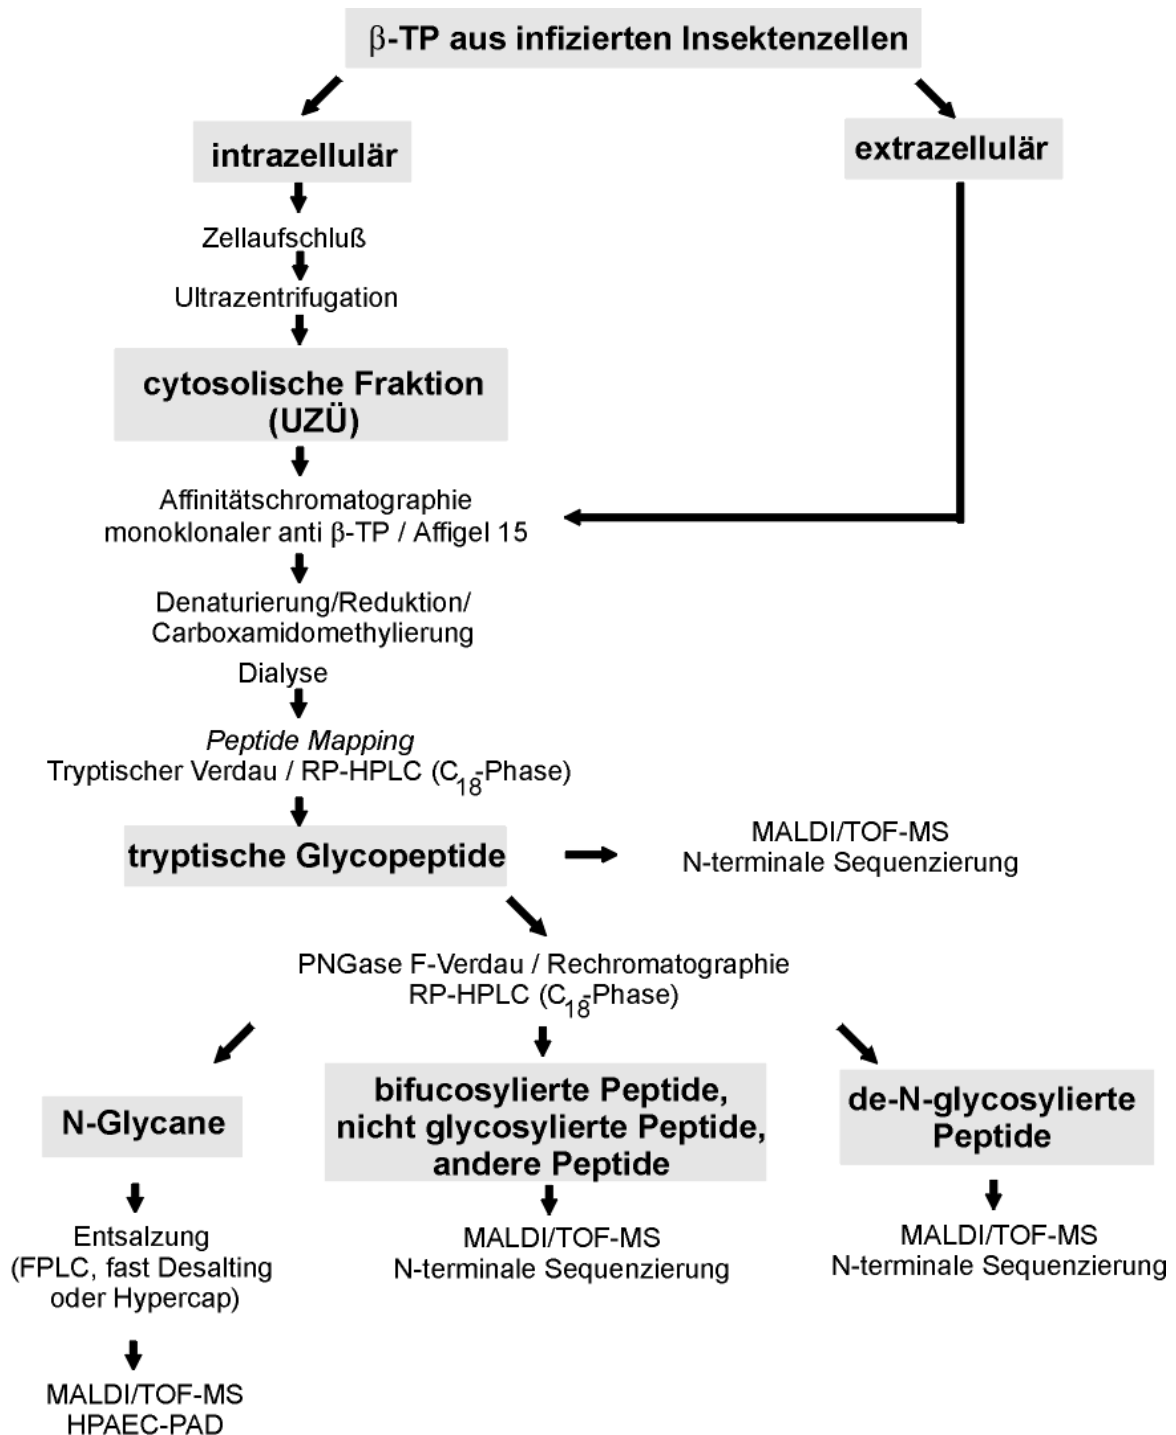 β-TP aus infizierten Insektenzellen
intrazellulär
extrazellulär
Zellaufschluß
Ultrazentrifugation
cytosolische Fraktion
(UZÜ)
Affinitätschromatographie
monoklonaler anti β-TP / Affigel 15
Denaturierung/Reduktion/
Carboxamidomethylierung
Dialyse
Peptide Mapping
Tryptischer Verdau / RP-HPLC (C18-Phase)
tryptische Glycopeptide
MALDI/TOF-MS
N-terminale Sequenzierung
PNGase F-Verdau / Rechromatographie
RP-HPLC (C18-Phase)
N-Glycane
Entsalzung
(FPLC, fast Desalting
oder Hypercap)
MALDI/TOF-MS
HPAEC-PAD
bifucosylierte Peptide,
nicht glycosylierte Peptide,
andere Peptide
MALDI/TOF-MS
N-terminale Sequenzierung
de-N-glycosylierte
Peptide
MALDI/TOF-MS
N-terminale Sequenzierung